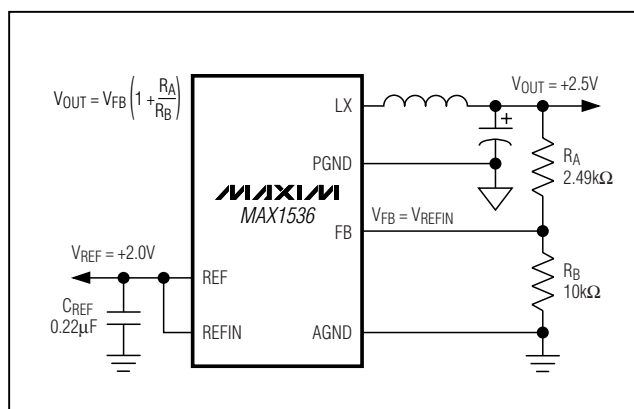 V_OUT = V_FB (1 + R_A/R_B)
LX
V_OUT = +2.5V
PGND
R_A
2.49kΩ
MAXIM
MAX1536
FB
V_FB = V_REFIN
V_REF = +2.0V
REF
R_B
10kΩ
C_REF
0.22µF
REFIN
AGND
+